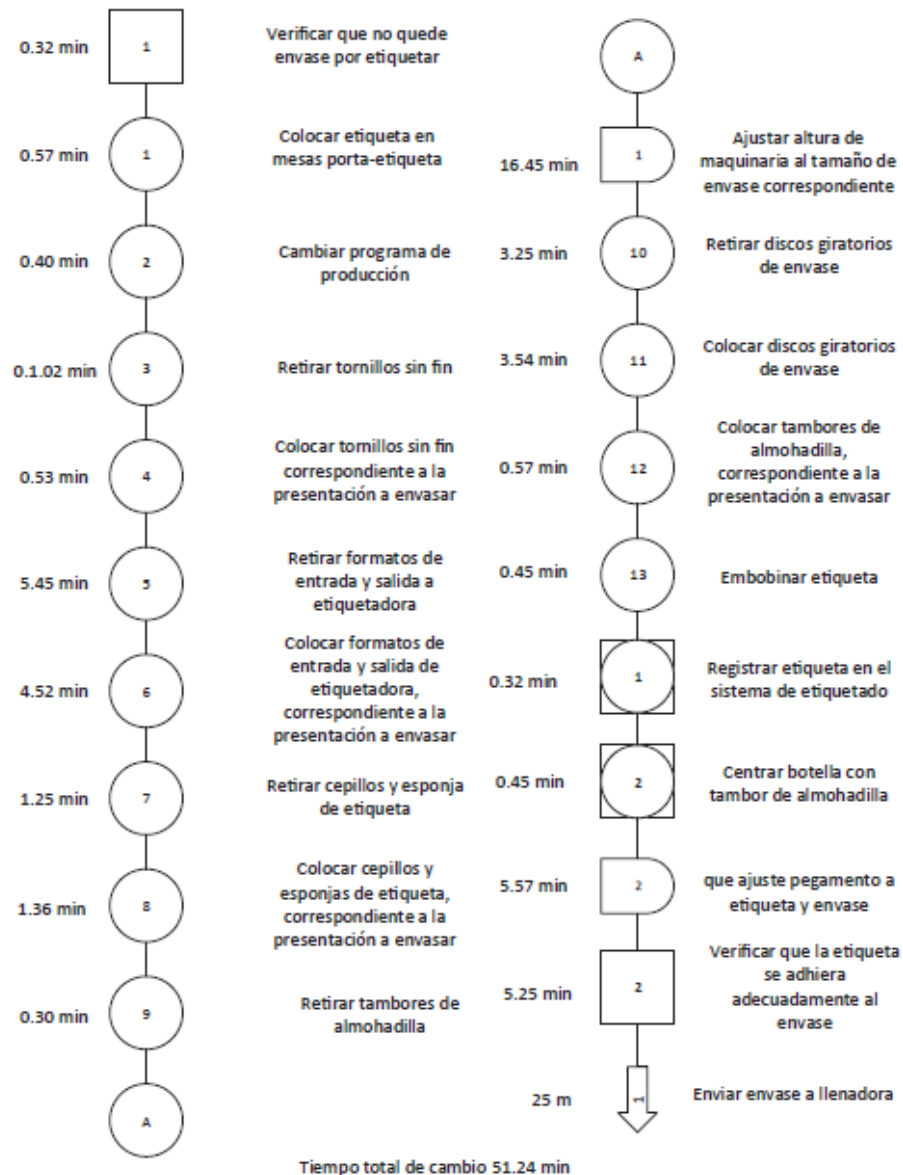 0.32 min
1
Verificar que no quede
envase por etiquetar
0.57 min
1
Colocar etiqueta en
mesas porta-etiqueta
0.40 min
2
Cambiar programa de
producción
0.1.02 min
3
Retirar tornillos sin fin
0.53 min
4
Colocar tornillos sin fin
correspondiente a la
presentación a envasar
5.45 min
5
Retirar formatos de
entrada y salida a
etiquetadora
4.52 min
6
Colocar formatos de
entrada y salida de
etiquetadora,
correspondiente a la
presentación a envasar
1.25 min
7
Retirar cepillos y esponja
de etiqueta
1.36 min
8
Colocar cepillos y
esponjas de etiqueta,
correspondiente a la
presentación a envasar
0.30 min
9
Retirar tambores de
almohadilla
A
A
16.45 min
1
Ajustar altura de
maquinaria al tamaño de
envase correspondiente
3.25 min
10
Retirar discos giratorios
de envase
3.54 min
11
Colocar discos giratorios
de envase
0.57 min
12
Colocar tambores de
almohadilla,
correspondiente a la
presentación a envasar
0.45 min
13
Embobinar etiqueta
0.32 min
1
Registrar etiqueta en el
sistema de etiquetado
0.45 min
2
Centrar botella con
tambor de almohadilla
5.57 min
2
que ajuste pegamento a
etiqueta y envase
5.25 min
2
Verificar que la etiqueta
se adhiera
adecuadamente al
envase
25 m
1
Enviar envase a llenadora
Tiempo total de cambio 51.24 min